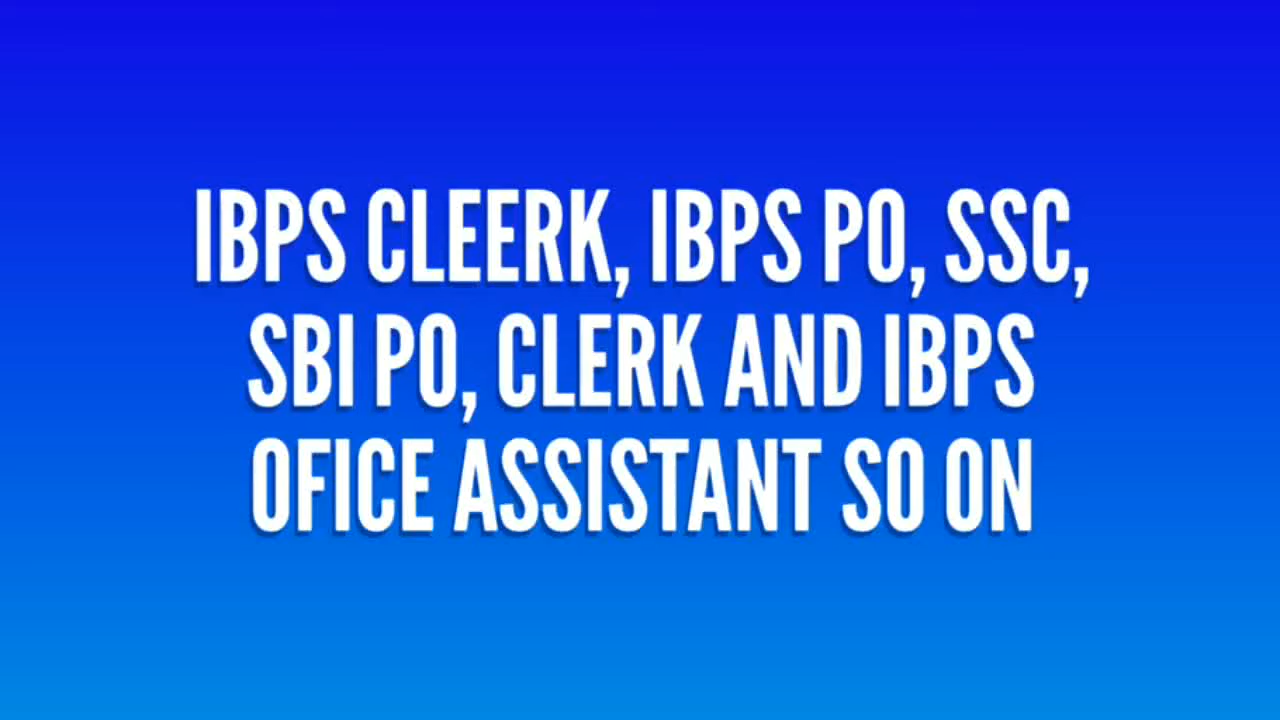 IBPS CLEERK, IBPS PO, SSC,
SBI PO, CLERK AND IBPS
OFICE ASSISTANT SO ON